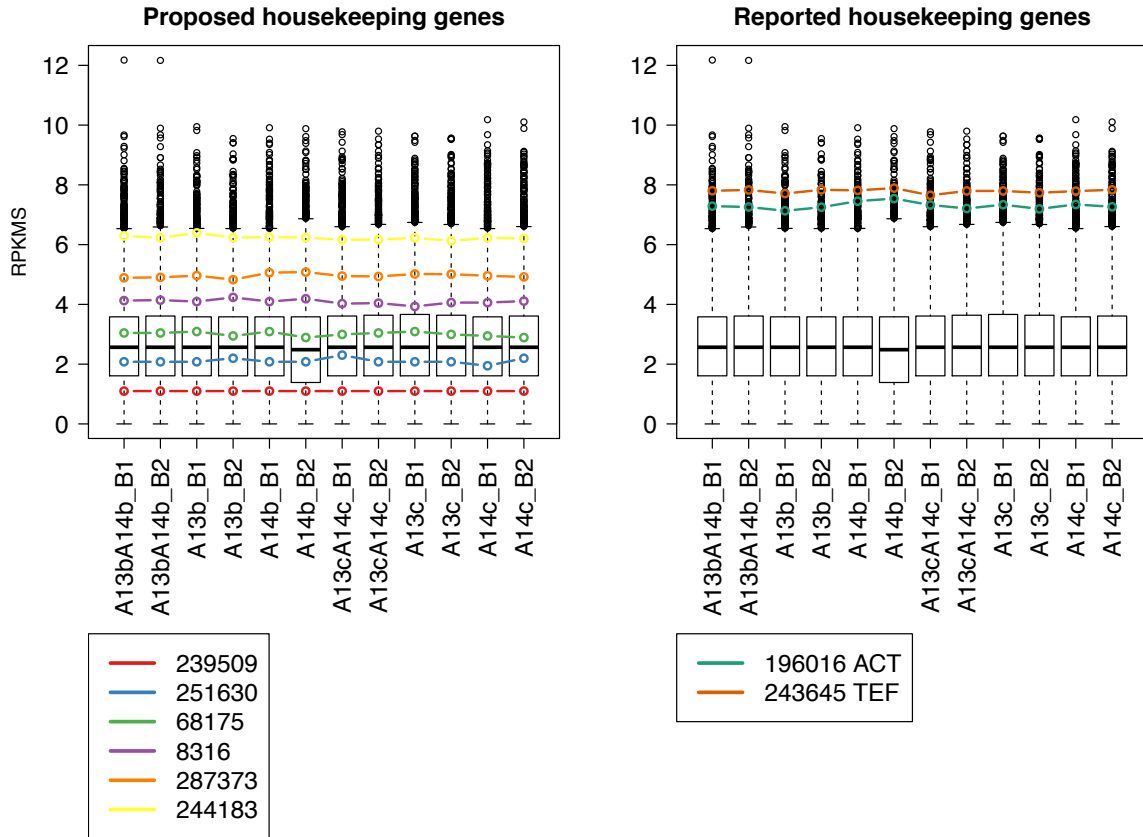 Proposed housekeeping genes
RPKMS
12
10
8
6
4
2
0
A13bA14b_B1
A13bA14b_B2
A13b_B1
A13b_B2
A14b_B1
A14b_B2
A13cA14c_B1
A13cA14c_B2
A13c_B1
A13c_B2
A14c_B1
A14c_B2
239509
251630
68175
8316
287373
244183
Reported housekeeping genes
12
10
8
6
4
2
0
A13bA14b_B1
A13bA14b_B2
A13b_B1
A13b_B2
A14b_B1
A14b_B2
A13cA14c_B1
A13cA14c_B2
A13c_B1
A13c_B2
A14c_B1
A14c_B2
196016 ACT
243645 TEF